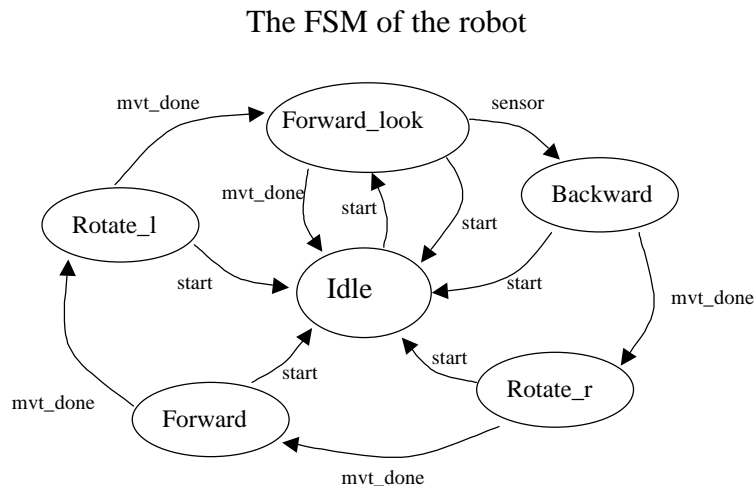 The FSM of the robot
mvt_done
Forward_look
sensor
mvt_done
start
start
Backward
Rotate_l
start
Idle
start
mvt_done
start
start
Rotate_r
mvt_done
Forward
mvt_done